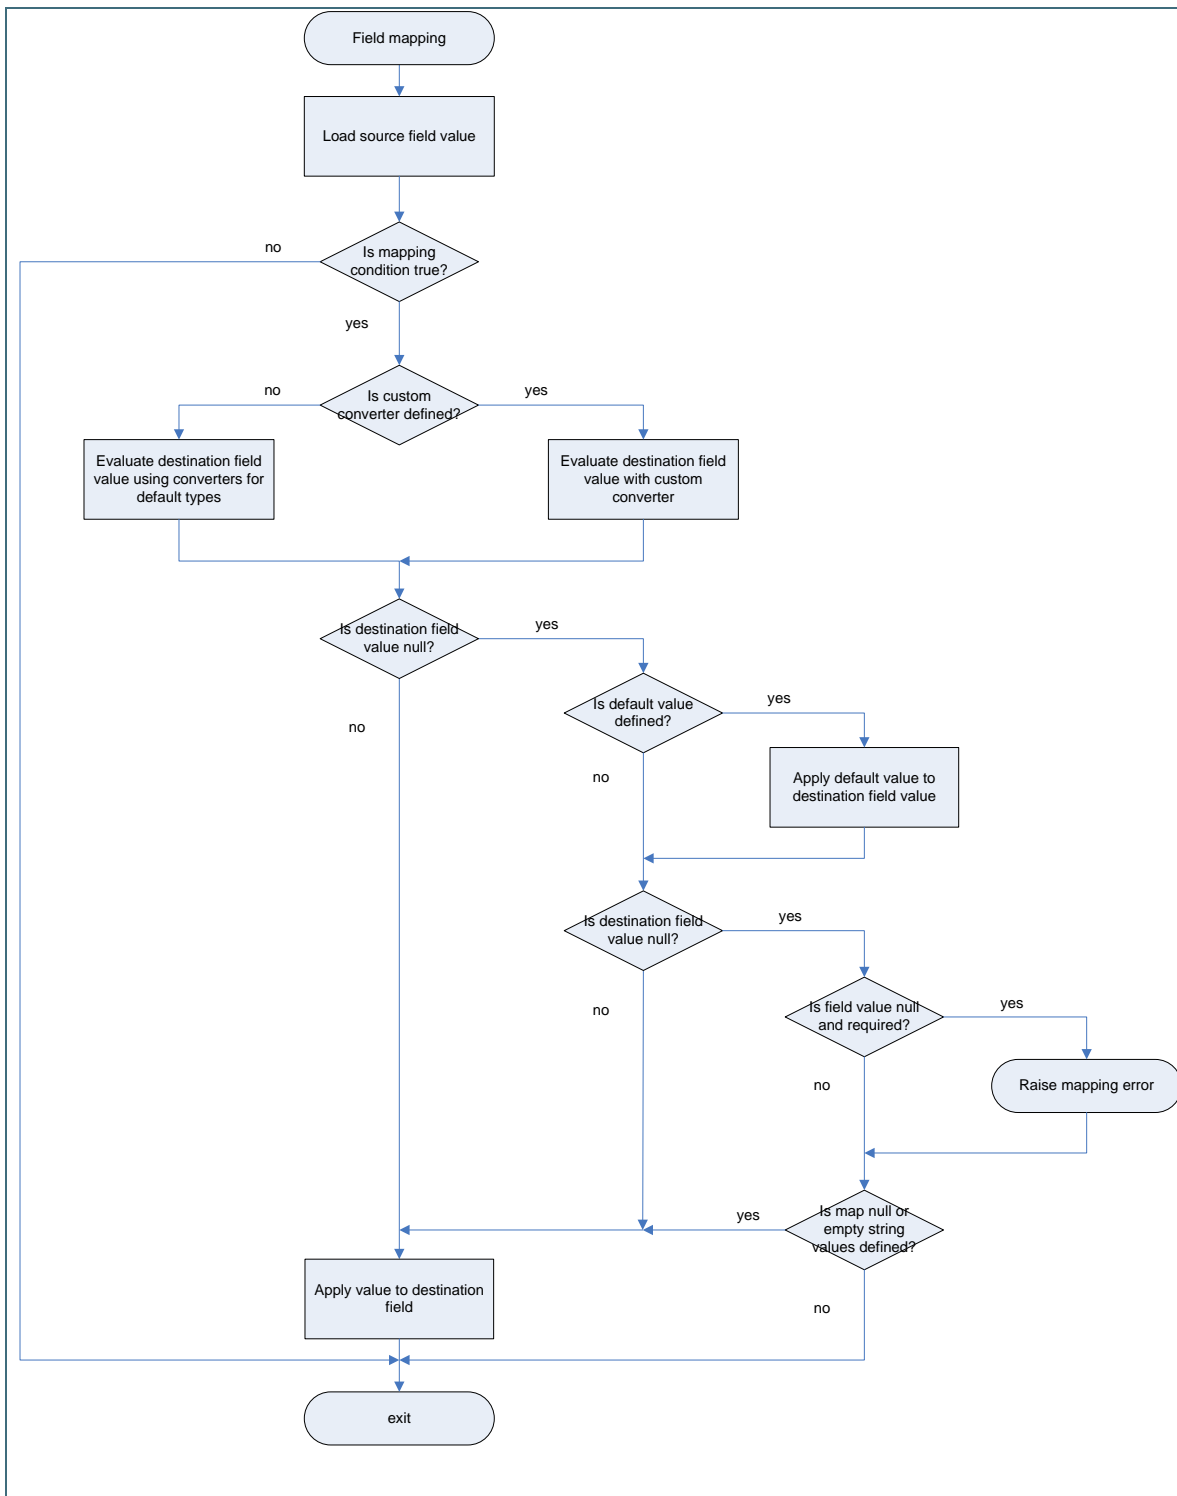 Field mapping
Load source field value
no
Is mapping
condition true?
yes
no
Is custom
converter defined?
yes
Evaluate destination field
value using converters for
default types
Evaluate destination field
value with custom
converter
Is destination field
value null?
yes
no
Is default value
defined?
yes
no
Apply default value to
destination field value
Is destination field
value null?
yes
no
Is field value null
and required?
yes
no
Raise mapping error
yes
Is map null or
empty string
values defined?
Apply value to destination
field
no
exit